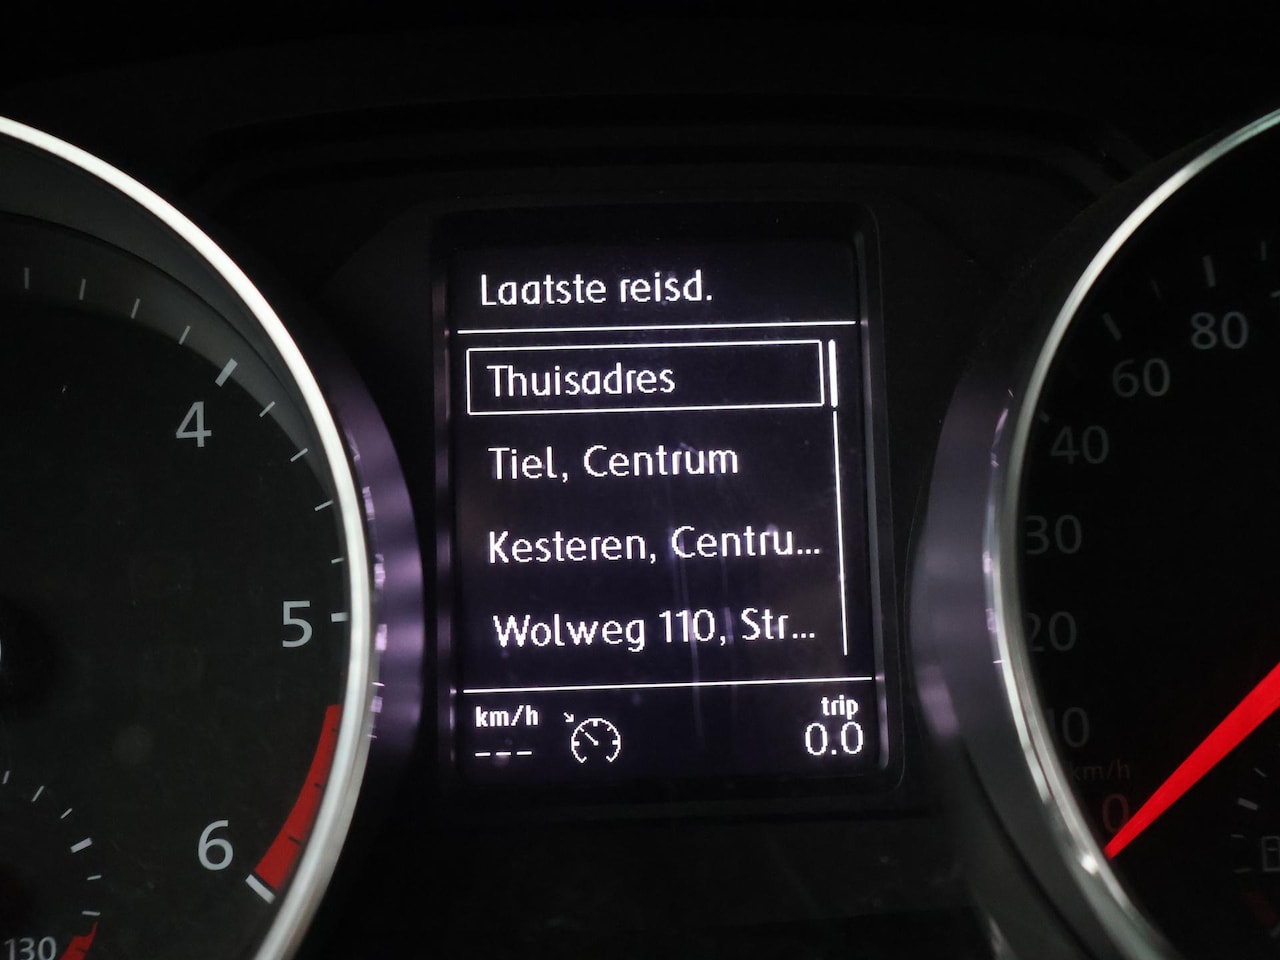 Laatste reisd.
Thuisadres
Tiel, Centrum
Kesteren, Centru...
Wolweg 110, Str...
km/h
---
trip
0.0
4
5
6
130
80
60
40
30
20
10
km/h
0